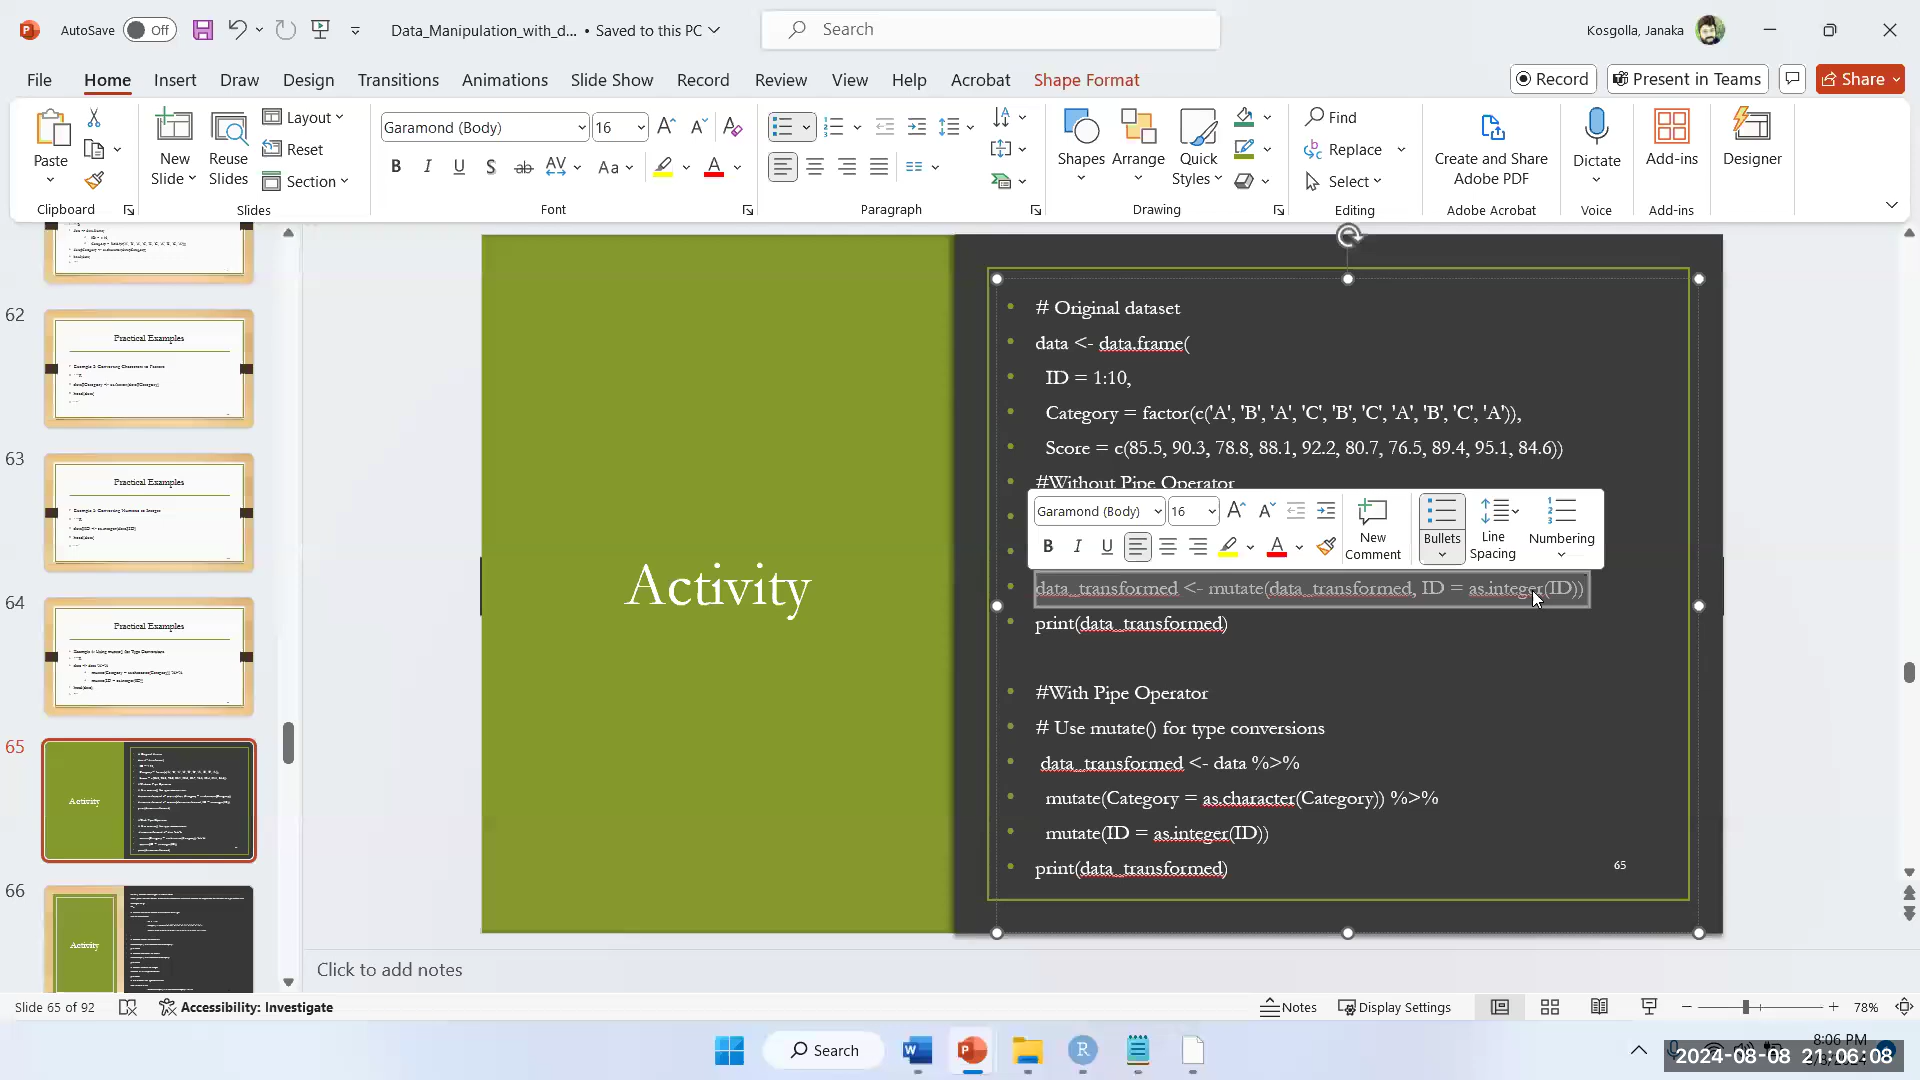 AutoSave Off Data_Manipulation_with_d... • Saved to this PC Search Kosgolla, Janaka
File Home Insert Draw Design Transitions Animations Slide Show Record Review View Help Acrobat Shape Format Record Present in Teams Share
Paste New Slide Reuse Slides Layout Reset Section Garamond (Body) 16 Shapes Arrange Quick Styles Find Replace Select Create and Share Adobe PDF Dictate Add-ins Designer
Clipboard Slides Font Paragraph Drawing Editing Adobe Acrobat Voice Add-ins
62
Practical Examples
63
Practical Examples
64
Practical Examples
65
Activity
66
Activity
Activity
# Original dataset
data <- data.frame(
ID = 1:10,
Category = factor(c('A', 'B', 'A', 'C', 'B', 'C', 'A', 'B', 'C', 'A')),
Score = c(85.5, 90.3, 78.8, 88.1, 92.2, 80.7, 76.5, 89.4, 95.1, 84.6))
#Without Pipe Operator
Garamond (Body) 16 New Comment Bullets Line Spacing Numbering
data_transformed <- mutate(data_transformed, ID = as.integer(ID))
print(data_transformed)
#With Pipe Operator
# Use mutate() for type conversions
data_transformed <- data %>%
mutate(Category = as.character(Category)) %>%
mutate(ID = as.integer(ID))
print(data_transformed)
65
Click to add notes
Slide 65 of 92 Accessibility: Investigate Notes Display Settings 78%
Search
8:06 PM
2024-08-08 21:06:08